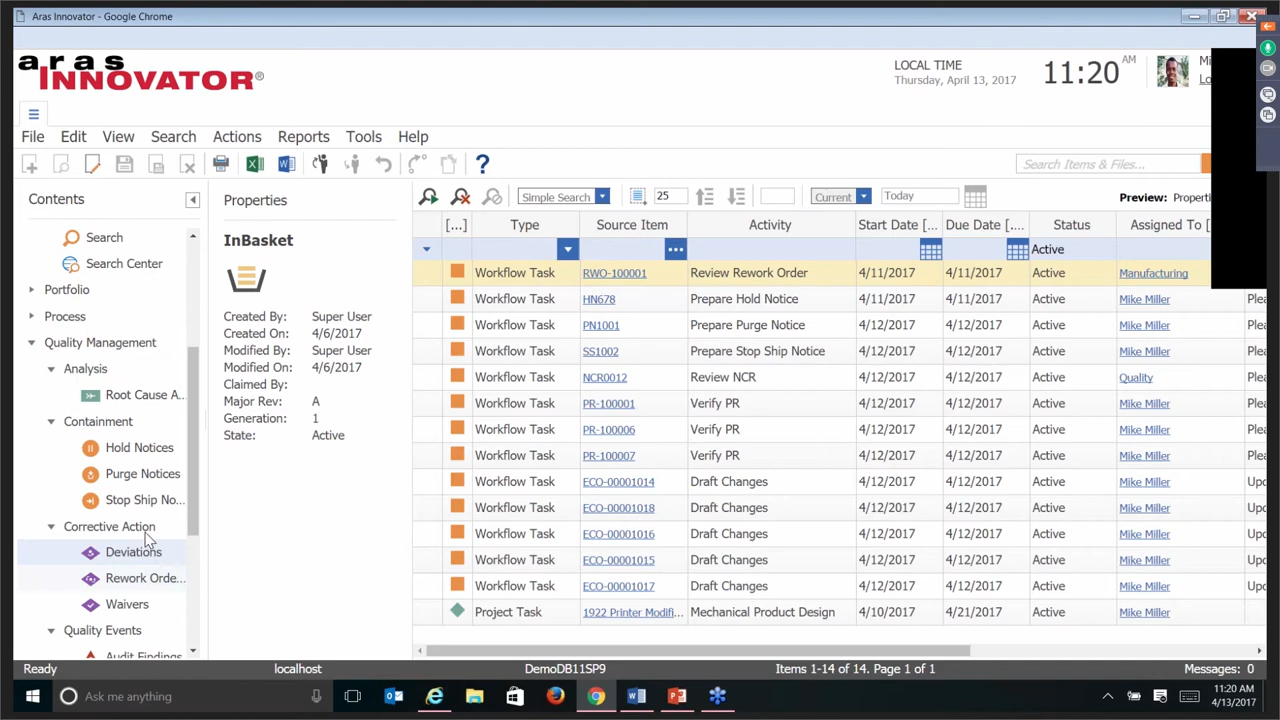 Aras Innovator - Google Chrome
aras
INNOVATOR®
LOCAL TIME
Thursday, April 13, 2017
11:20 AM
File Edit View Search Actions Reports Tools Help
Search Items & Files...
Contents
Search
Search Center
Portfolio
Process
Quality Management
Analysis
Root Cause A...
Containment
Hold Notices
Purge Notices
Stop Ship No...
Corrective Action
Deviations
Rework Orde...
Waivers
Quality Events
Audit Findings
Properties
InBasket
Created By: Super User
Created On: 4/6/2017
Modified By: Super User
Modified On: 4/6/2017
Claimed By:
Major Rev: A
Generation: 1
State: Active
Simple Search 25 Current Today Preview: Properti
[...] Type Source Item Activity Start Date [... Due Date [.... Status Assigned To [
Active
Workflow Task RWO-100001 Review Rework Order 4/11/2017 4/11/2017 Active Manufacturing
Workflow Task HN678 Prepare Hold Notice 4/11/2017 4/11/2017 Active Mike Miller Plea
Workflow Task PN1001 Prepare Purge Notice 4/12/2017 4/12/2017 Active Mike Miller Plea
Workflow Task SS1002 Prepare Stop Ship Notice 4/12/2017 4/12/2017 Active Mike Miller Plea
Workflow Task NCR0012 Review NCR 4/12/2017 4/12/2017 Active Quality Plea
Workflow Task PR-100001 Verify PR 4/12/2017 4/12/2017 Active Mike Miller Plea
Workflow Task PR-100006 Verify PR 4/12/2017 4/12/2017 Active Mike Miller Plea
Workflow Task PR-100007 Verify PR 4/12/2017 4/12/2017 Active Mike Miller Plea
Workflow Task ECO-00001014 Draft Changes 4/12/2017 4/12/2017 Active Mike Miller Upd
Workflow Task ECO-00001018 Draft Changes 4/12/2017 4/12/2017 Active Mike Miller Upd
Workflow Task ECO-00001016 Draft Changes 4/12/2017 4/12/2017 Active Mike Miller Upd
Workflow Task ECO-00001015 Draft Changes 4/12/2017 4/12/2017 Active Mike Miller Upd
Workflow Task ECO-00001017 Draft Changes 4/12/2017 4/12/2017 Active Mike Miller Upd
Project Task 1922 Printer Modifi... Mechanical Product Design 4/10/2017 4/21/2017 Active Mike Miller
Ready localhost DemoDB11SP9 Items 1-14 of 14. Page 1 of 1 Messages: 0
Ask me anything
11:20 AM
4/13/2017